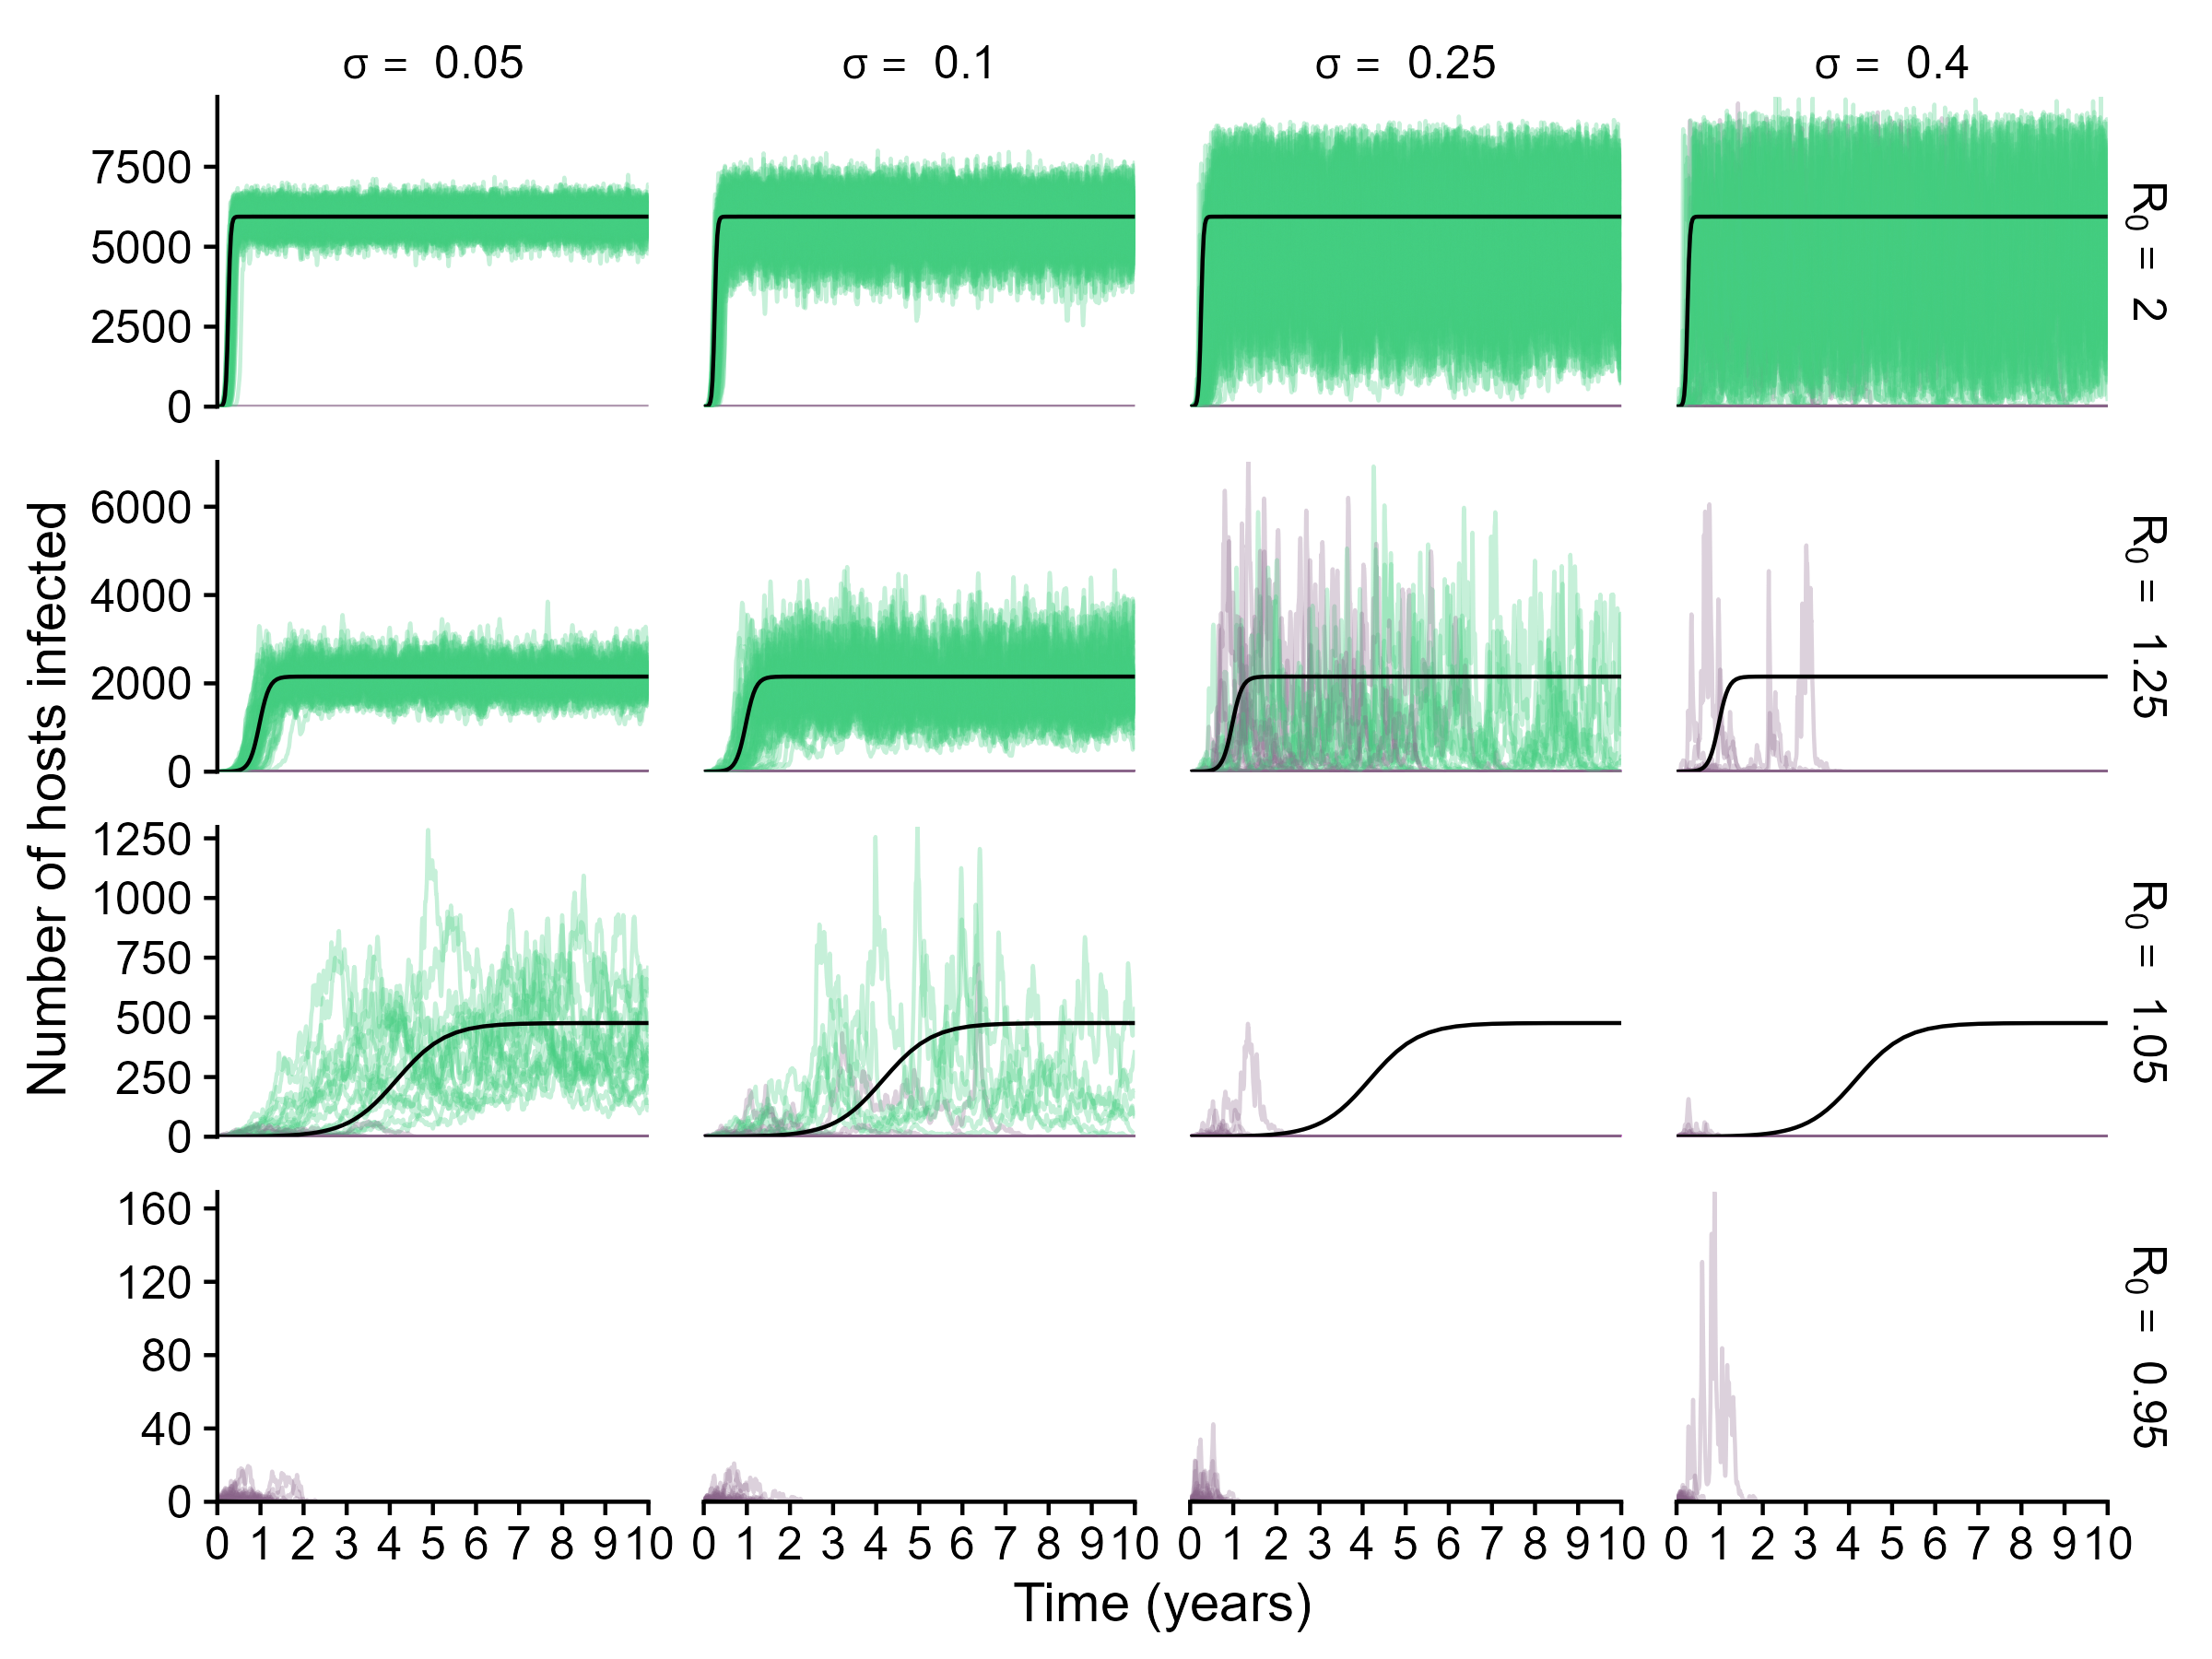 σ = 0.05
σ = 0.1
σ = 0.25
σ = 0.4
7500
5000
2500
0
R0 = 2
6000
4000
2000
0
R0 = 1.25
1250
1000
750
500
250
0
R0 = 1.05
160
120
80
40
0
R0 = 0.95
Number of hosts infected
0 1 2 3 4 5 6 7 8 9 10
0 1 2 3 4 5 6 7 8 9 10
0 1 2 3 4 5 6 7 8 9 10
0 1 2 3 4 5 6 7 8 9 10
Time (years)